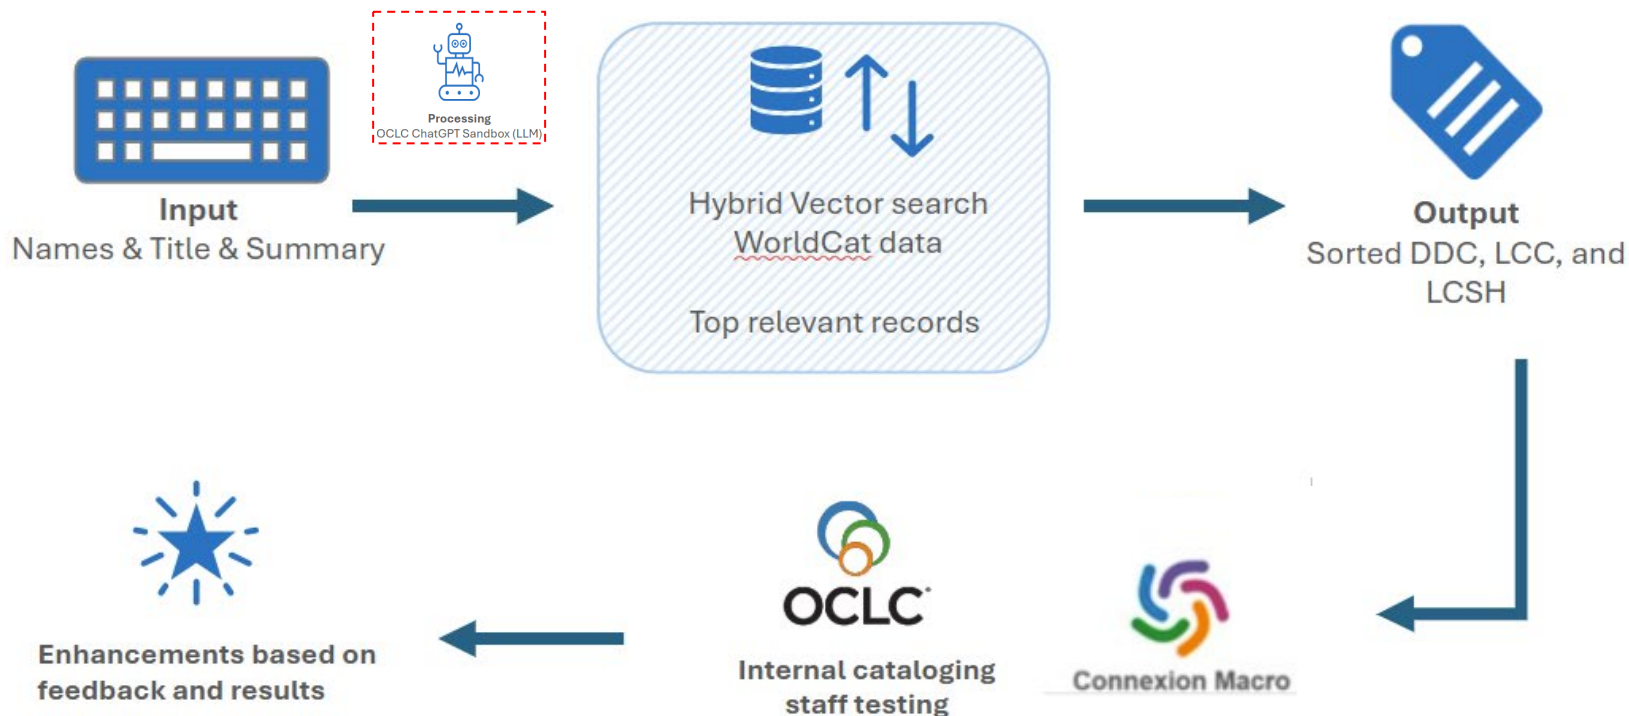 Processing
OCLC ChatGPT Sandbox (LLM)
Input
Names & Title & Summary
Hybrid Vector search
WorldCat data
Top relevant records
Output
Sorted DDC, LCC, and
LCSH
Connexion Macro
OCLC
Internal cataloging
staff testing
Enhancements based on
feedback and results